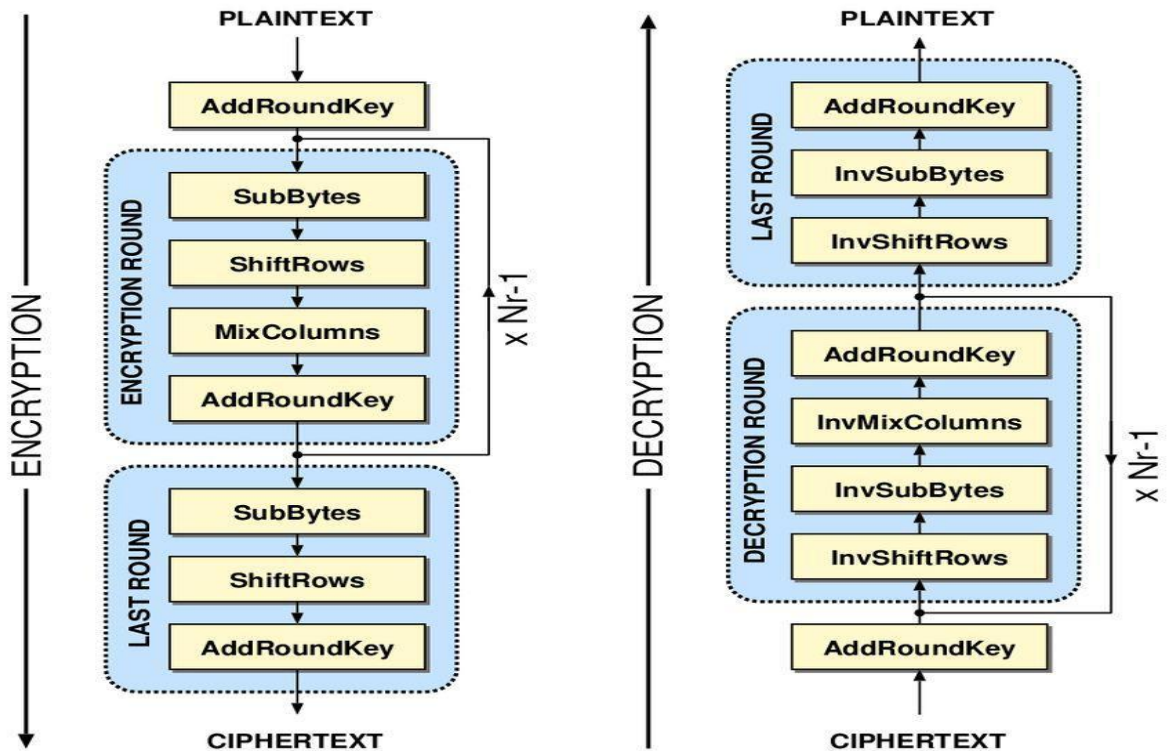 PLAINTEXT
AddRoundKey
ENCRYPTION ROUND
SubBytes
ShiftRows
MixColumns
AddRoundKey
x Nr-1
ENCRYPTION
LAST ROUND
SubBytes
ShiftRows
AddRoundKey
CIPHERTEXT
PLAINTEXT
LAST ROUND
AddRoundKey
InvSubBytes
InvShiftRows
DECRYPTION
DECRYPTION ROUND
AddRoundKey
InvMixColumns
InvSubBytes
InvShiftRows
x Nr-1
AddRoundKey
CIPHERTEXT